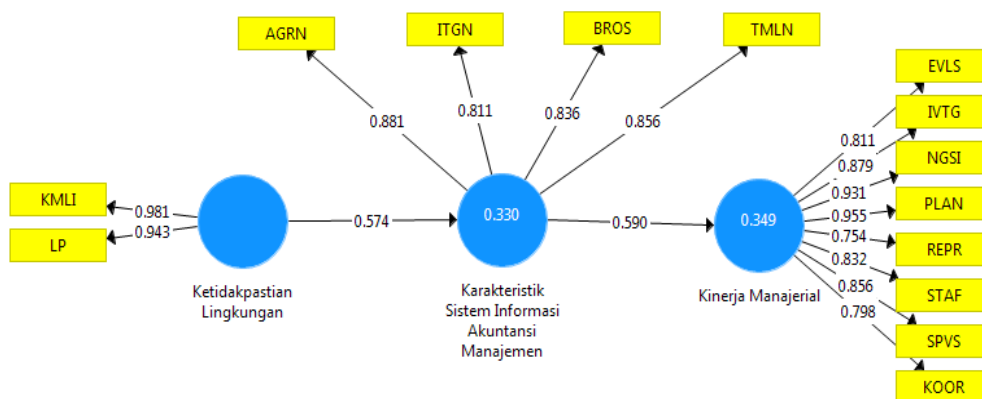 AGRN
ITGN
BROS
TMLN
EVLS
IVTG
NGSI
PLAN
REPR
STAF
SPVS
KOOR
KMLI
LP
0.881
0.811
0.836
0.856
0.811
0.879
0.931
0.955
0.754
0.832
0.856
0.798
0.981
0.943
0.574
0.330
0.590
0.349
Ketidakpastian
Lingkungan
Karakteristik
Sistem Informasi
Akuntansi
Manajemen
Kinerja Manajerial